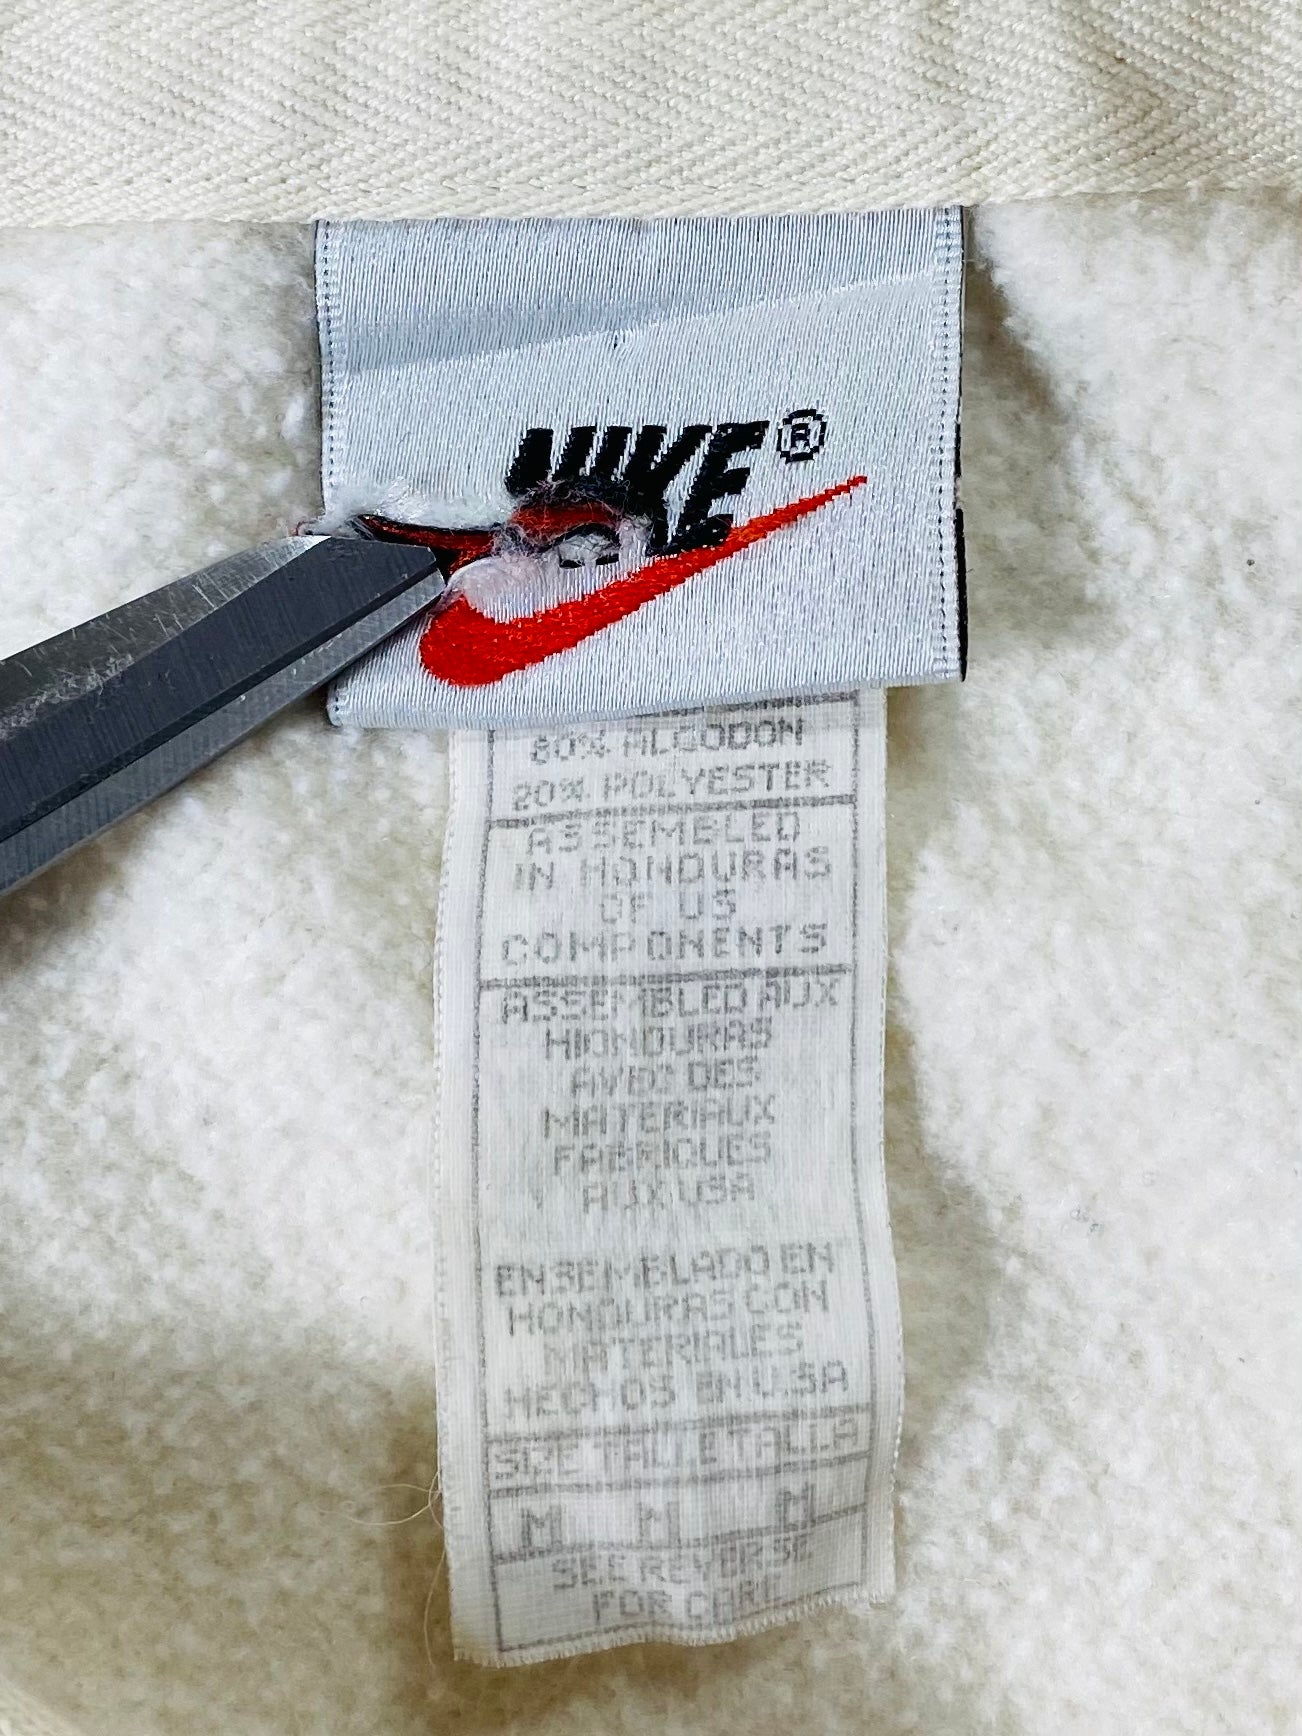 NIKE®
80% ALGODON
20% POLYESTER
ASSEMBLED
IN HONDURAS
OF US
COMPONENTS
ASSEMBLED AUX
HONDURAS
AVEC DES
MATERIAUX
FABRIQUES
AUX USA
ENSEMBLADO EN
HONDURAS CON
MATERIALES
HECHOS EN U.SA
SIZE TAILLE TALLA
M M M
SEE REVERSE
FOR CARE